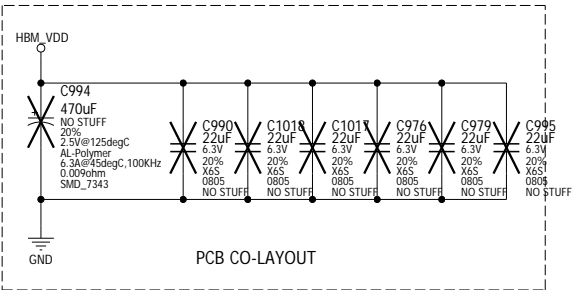 HBM_VDD
C994
470uF
NO STUFF
20%
2.5V@125degC
AL-Polymer
6.3A@45degC,100KHz
0.009ohm
SMD_7343
C990
22uF
6.3V
20%
X6S
0805
NO STUFF
C1018
22uF
6.3V
20%
X6S
0805
NO STUFF
C1017
22uF
6.3V
20%
X6S
0805
NO STUFF
C976
22uF
6.3V
20%
X6S
0805
NO STUFF
C979
22uF
6.3V
20%
X6S
0805
NO STUFF
C995
22uF
6.3V
20%
X6S
0805
NO STUFF
GND
PCB CO-LAYOUT